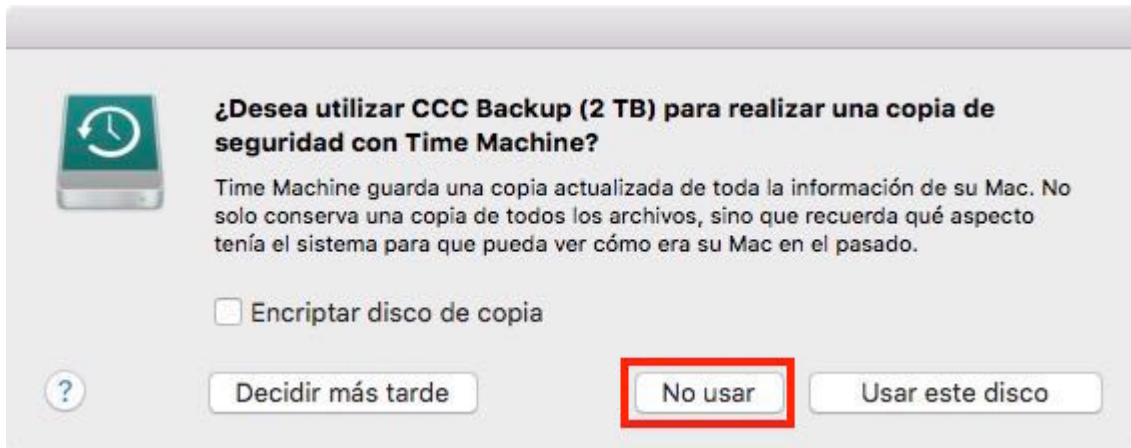 ¿Desea utilizar CCC Backup (2 TB) para realizar una copia de
seguridad con Time Machine?
Time Machine guarda una copia actualizada de toda la información de su Mac. No
solo conserva una copia de todos los archivos, sino que recuerda qué aspecto
tenía el sistema para que pueda ver cómo era su Mac en el pasado.
Encriptar disco de copia
? Decidir más tarde No usar Usar este disco